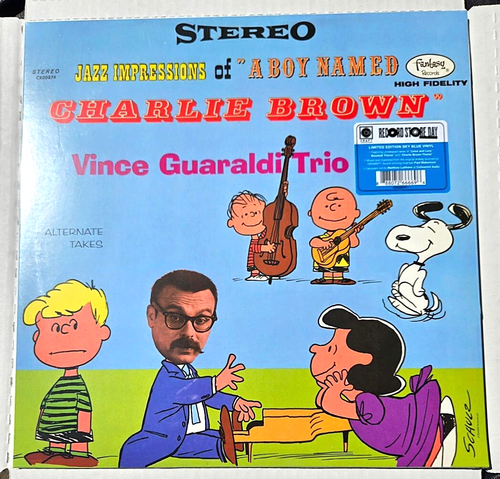 STEREO
STEREO
JAZZ IMPRESSIONS of "A BOY NAMED
Fantasy
Records
HIGH FIDELITY
CHARLIE BROWN"
RECORD STORE DAY
LIMITED EDITION SKY BLUE VINYL
Vince Guaraldi Trio
ALTERNATE
TAKES
SCHULZ